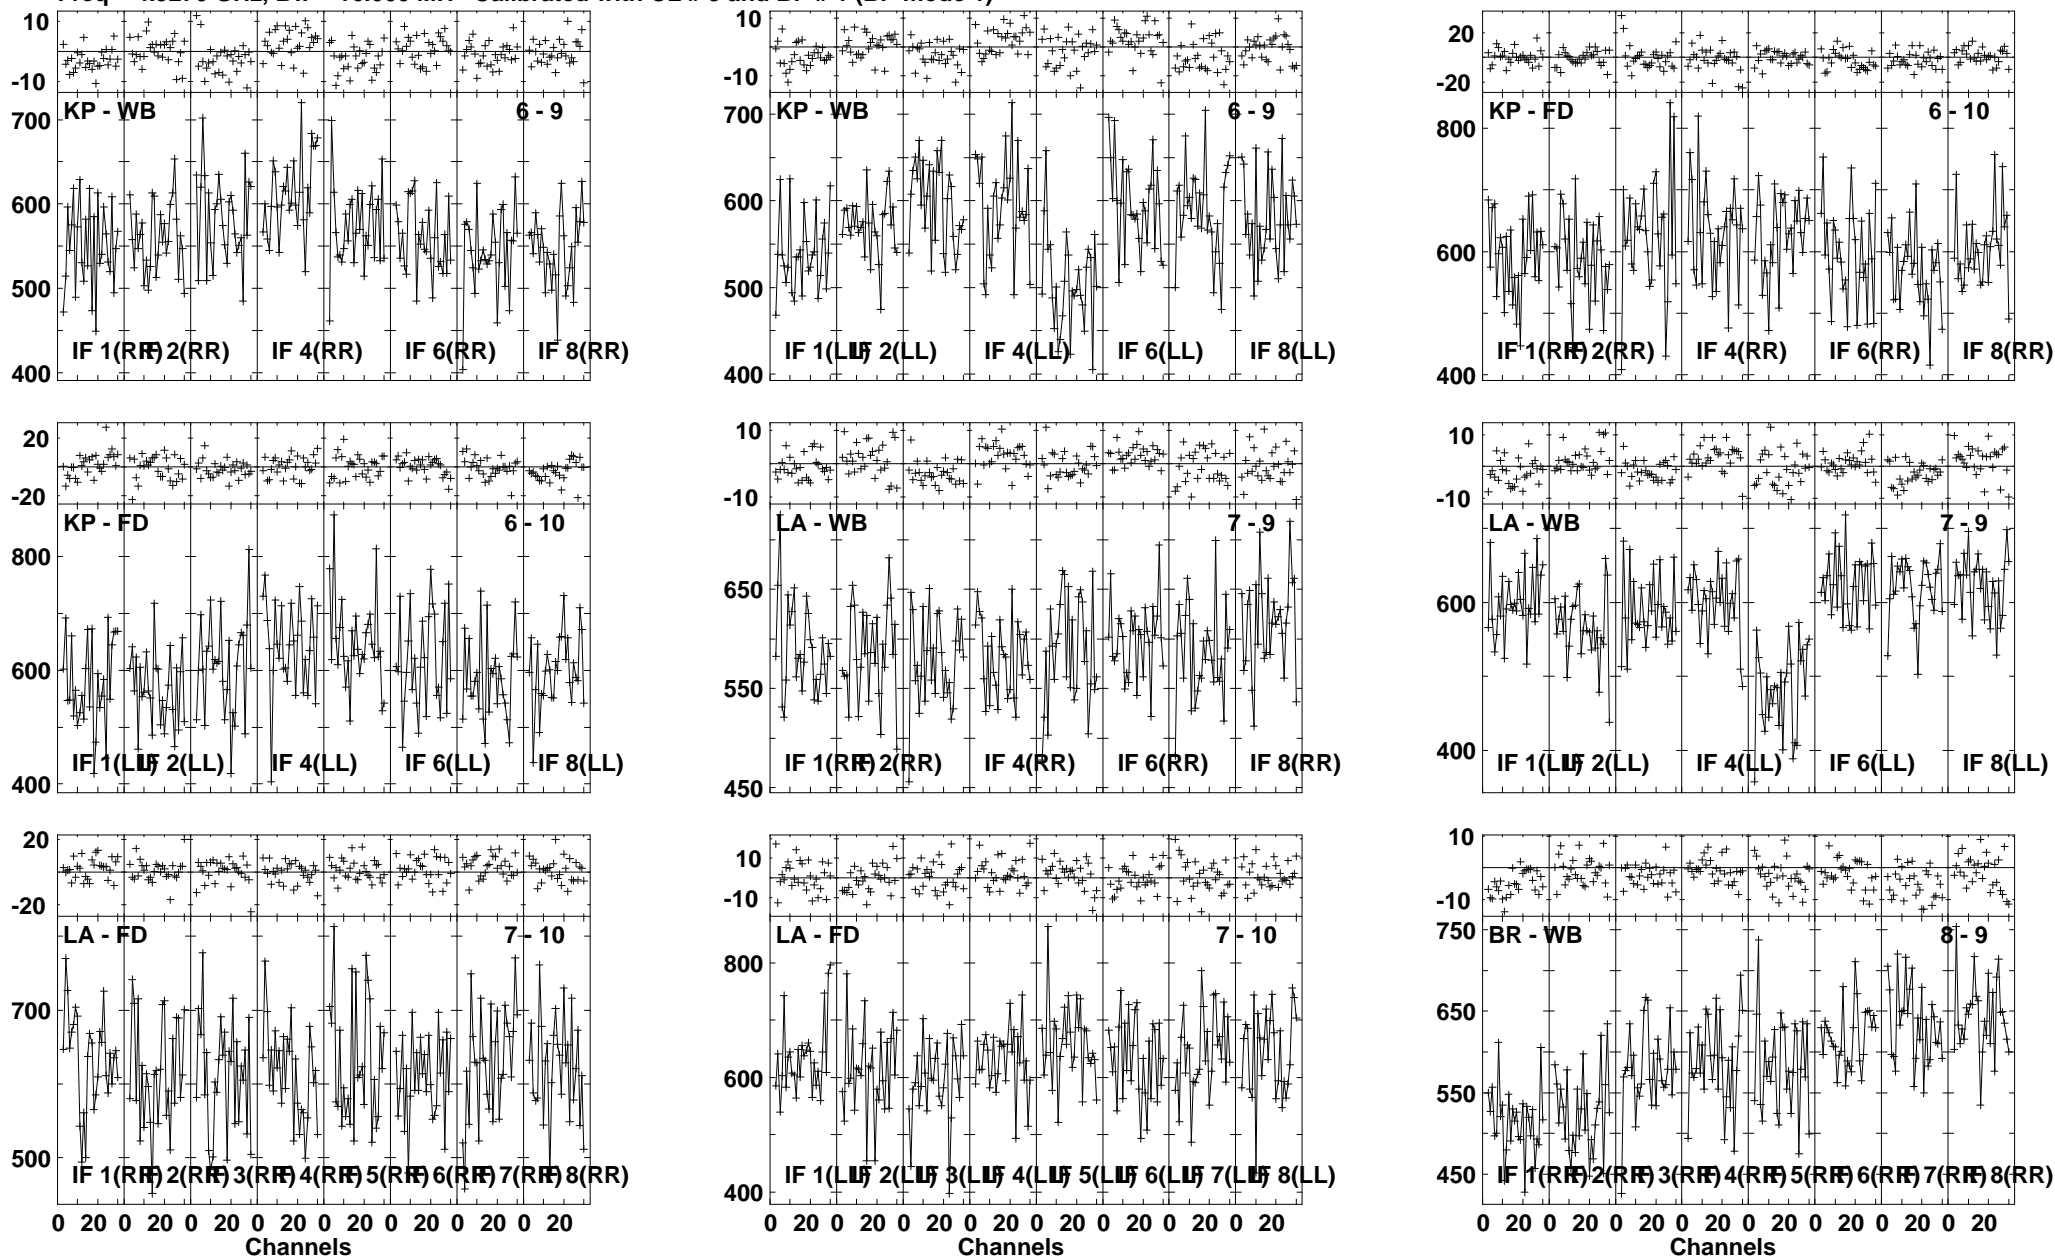 10 10 20
-10 -10 -20
KP - WB 6 - 9 KP - WB 6 - 9 KP - FD 6 - 10
700 700 800
600 600 600
500 500
400 400 400
IF 1(RR) IF 2(RR) IF 4(RR) IF 6(RR) IF 8(RR) IF 1(LL) IF 2(LL) IF 4(LL) IF 6(LL) IF 8(LL) IF 1(RR) IF 2(RR) IF 4(RR) IF 6(RR) IF 8(RR)
20 10 10
-20 -10 -10
KP - FD 6 - 10 LA - WB 7 - 9 LA - WB 7 - 9
800 650 600
600 550 400
400 450
IF 1(LL) IF 2(LL) IF 4(LL) IF 6(LL) IF 8(LL) IF 1(RR) IF 2(RR) IF 4(RR) IF 6(RR) IF 8(RR) IF 1(LL) IF 2(LL) IF 4(LL) IF 6(LL) IF 8(LL)
20 10 10
-20 -10 -10
LA - FD 7 - 10 LA - FD 7 - 10 BR - WB 8 - 9
700 800 750
500 600 650
400 550
450
IF 1(RR) IF 2(RR) IF 3(RR) IF 4(RR) IF 5(RR) IF 6(RR) IF 7(RR) IF 8(RR) IF 1(LL) IF 2(LL) IF 3(LL) IF 4(LL) IF 5(LL) IF 6(LL) IF 7(LL) IF 8(LL) IF 1(RR) IF 2(RR) IF 3(RR) IF 4(RR) IF 5(RR) IF 6(RR) IF 7(RR) IF 8(RR)
0 20 0 20 0 20 0 20 0 20 0 20 0 20 0 20 0 20 0 20 0 20 0 20 0 20 0 20 0 20 0 20 0 20 0 20 0 20 0 20 0 20 0 20 0 20 0 20
Channels Channels Channels